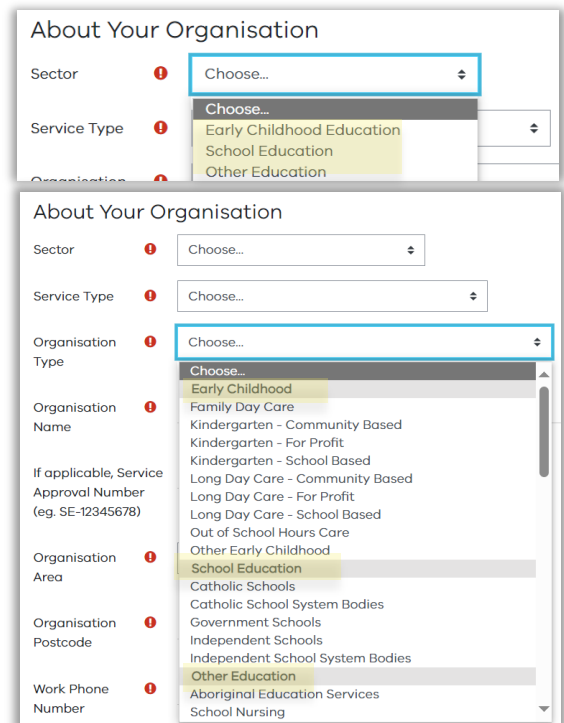 About Your Organisation
Sector
Choose...
Choose...
Service Type
Early Childhood Education
School Education
Other Education
Organisation
About Your Organisation
Sector
Choose...
Service Type
Choose...
Organisation
Type
Choose...
Choose...
Early Childhood
Family Day Care
Organisation
Name
Kindergarten - Community Based
Kindergarten - For Profit
Kindergarten - School Based
If applicable, Service
Approval Number
(eg. SE-12345678)
Long Day Care - Community Based
Long Day Care - For Profit
Long Day Care - School Based
Out of School Hours Care
Other Early Childhood
Organisation
Area
School Education
Catholic Schools
Catholic School System Bodies
Organisation
Postcode
Government Schools
Independent Schools
Independent School System Bodies
Other Education
Work Phone
Number
Aboriginal Education Services
School Nursing